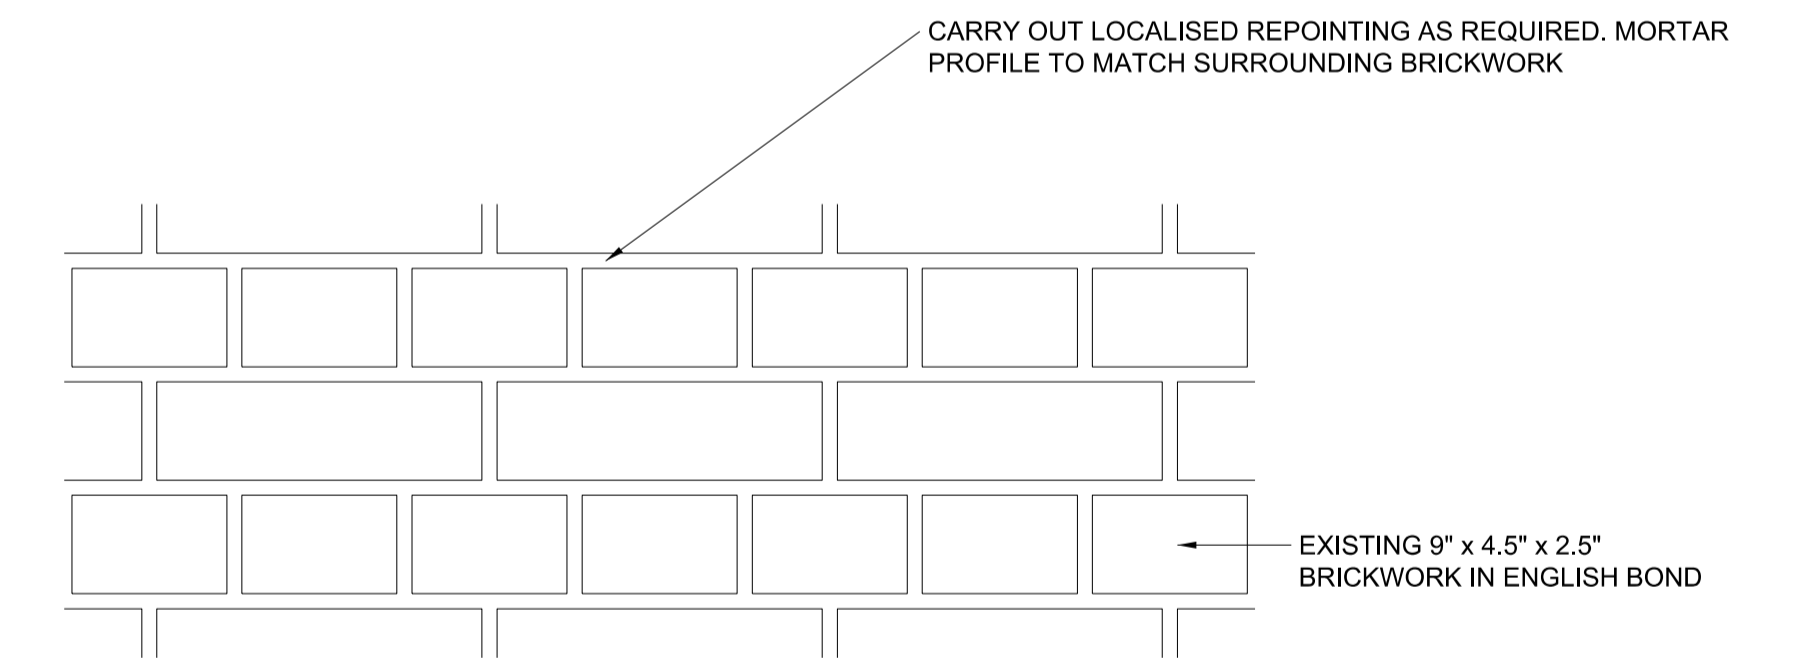 CARRY OUT LOCALISED REPOINTING AS REQUIRED. MORTAR
PROFILE TO MATCH SURROUNDING BRICKWORK
EXISTING 9" x 4.5" x 2.5"
BRICKWORK IN ENGLISH BOND